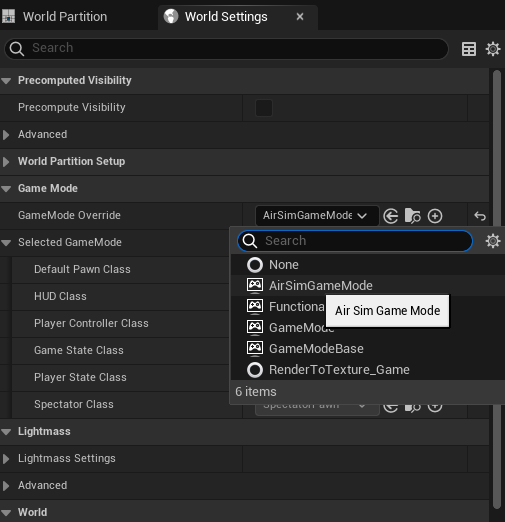 World Partition
World Settings
Search
Precomputed Visibility
Precompute Visibility
Advanced
World Partition Setup
Game Mode
GameMode Override
AirSimGameMode
Selected GameMode
Search
Default Pawn Class
None
HUD Class
AirSimGameMode
Player Controller Class
Functiona
Air Sim Game Mode
GameMode
Game State Class
GameModeBase
Player State Class
RenderToTexture_Game
6 items
Spectator Class
SpectatorPawn
Lightmass
Lightmass Settings
Advanced
World